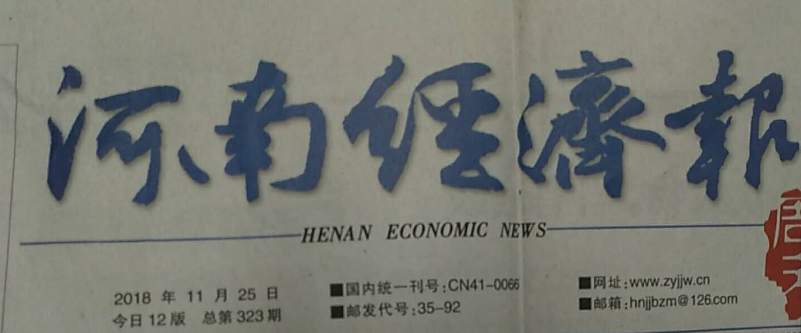 河南經濟報
HENAN ECONOMIC NEWS
2018 年 11 月 25 日
今日 12 版 总第 323 期
■国内统一刊号:CN41-0066
■邮发代号:35-92
■网址:www.zyjjw.cn
■邮箱:hnjjbzm@126.com